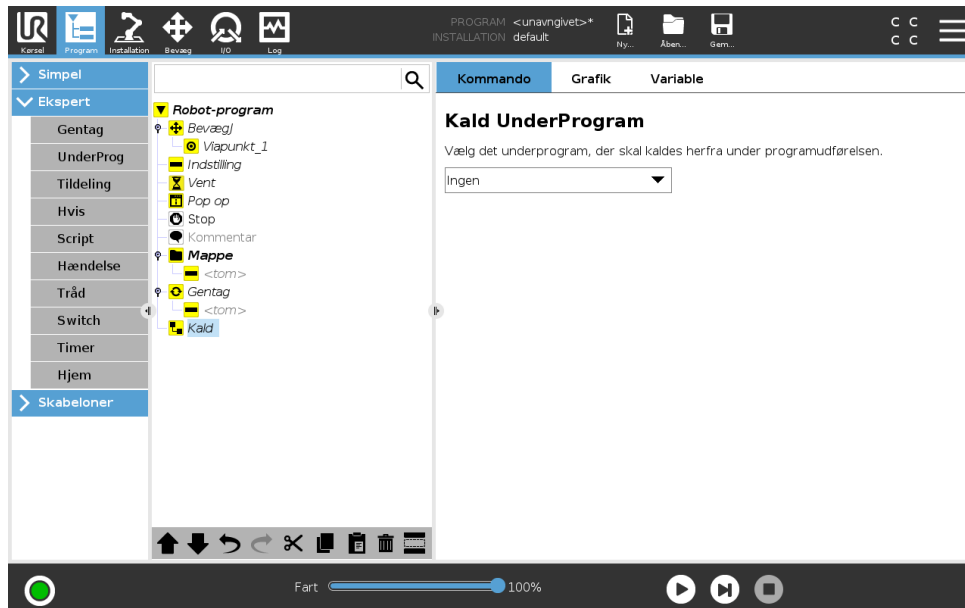 UR
PROGRAM <unavngivet>*
INSTALLATION default
Kørsel Program Installation Bevæg I/O Log
Ny... Åben... Gem...
C C
C C
Simpel
Ekspert
Gentag
UnderProg
Tildeling
Hvis
Script
Hændelse
Tråd
Switch
Timer
Hjem
Skabeloner
Robot-program
BevægJ
Viapunkt_1
Indstilling
Vent
Pop op
Stop
Kommentar
Mappe
<tom>
Gentag
<tom>
Kald
Kommando Grafik Variable
Kald UnderProgram
Vælg det underprogram, der skal kaldes herfra under programudførelsen.
Ingen
Fart 100%